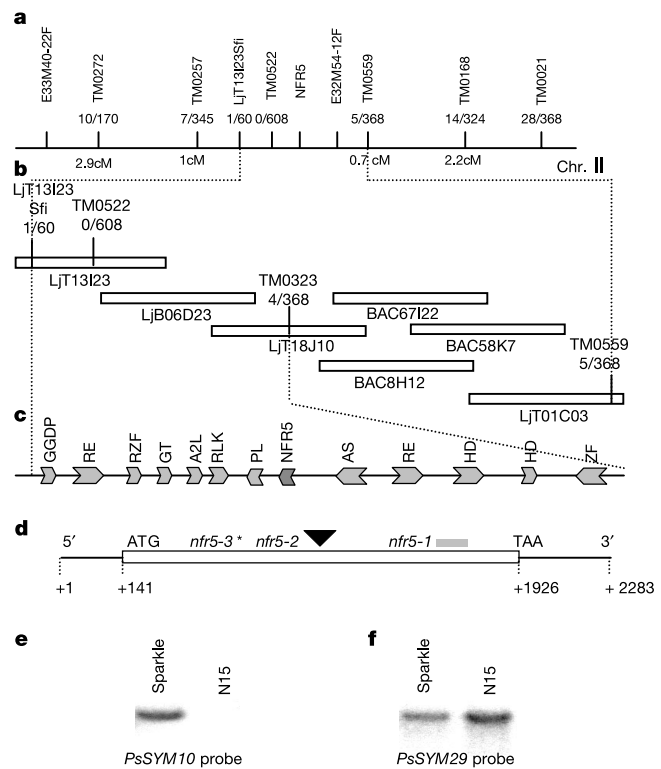 a
E33M40-22F
TM0272
TM0257
LjT13I23Sfi
TM0522
NFR5
E32M54-12F
TM0559
TM0168
TM0021
10/170 7/345 1/60 0/608 5/368 14/324 28/368
2.9cM 1cM 0.7 cM 2.2cM
Chr. II
b
LjT13I23
Sfi
1/60
TM0522
0/608
LjT13I23
TM0323
4/368
LjB06D23
BAC67I22
LjT18J10
BAC58K7
TM0559
5/368
BAC8H12
LjT01C03
c
GGDP
RE
RZF
GT
A2L
RLK
PL
NFR5
AS
RE
HD
HD
ZF
d
5′ ATG nfr5-3 * nfr5-2 nfr5-1 TAA 3′
+1 +141 +1926 + 2283
e
Sparkle
N15
PsSYM10 probe
f
Sparkle
N15
PsSYM29 probe